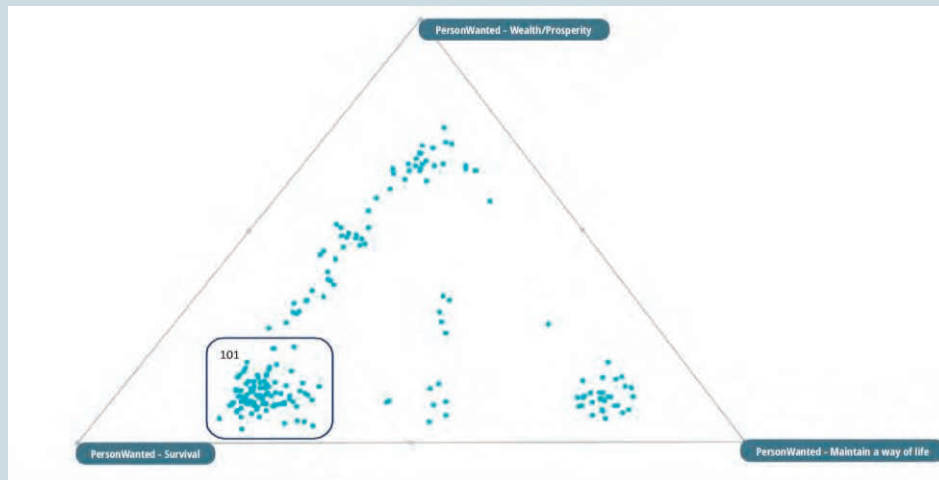 PersonWanted - Wealth/Prosperity
101
PersonWanted - Survival
PersonWanted - Maintain a way of life